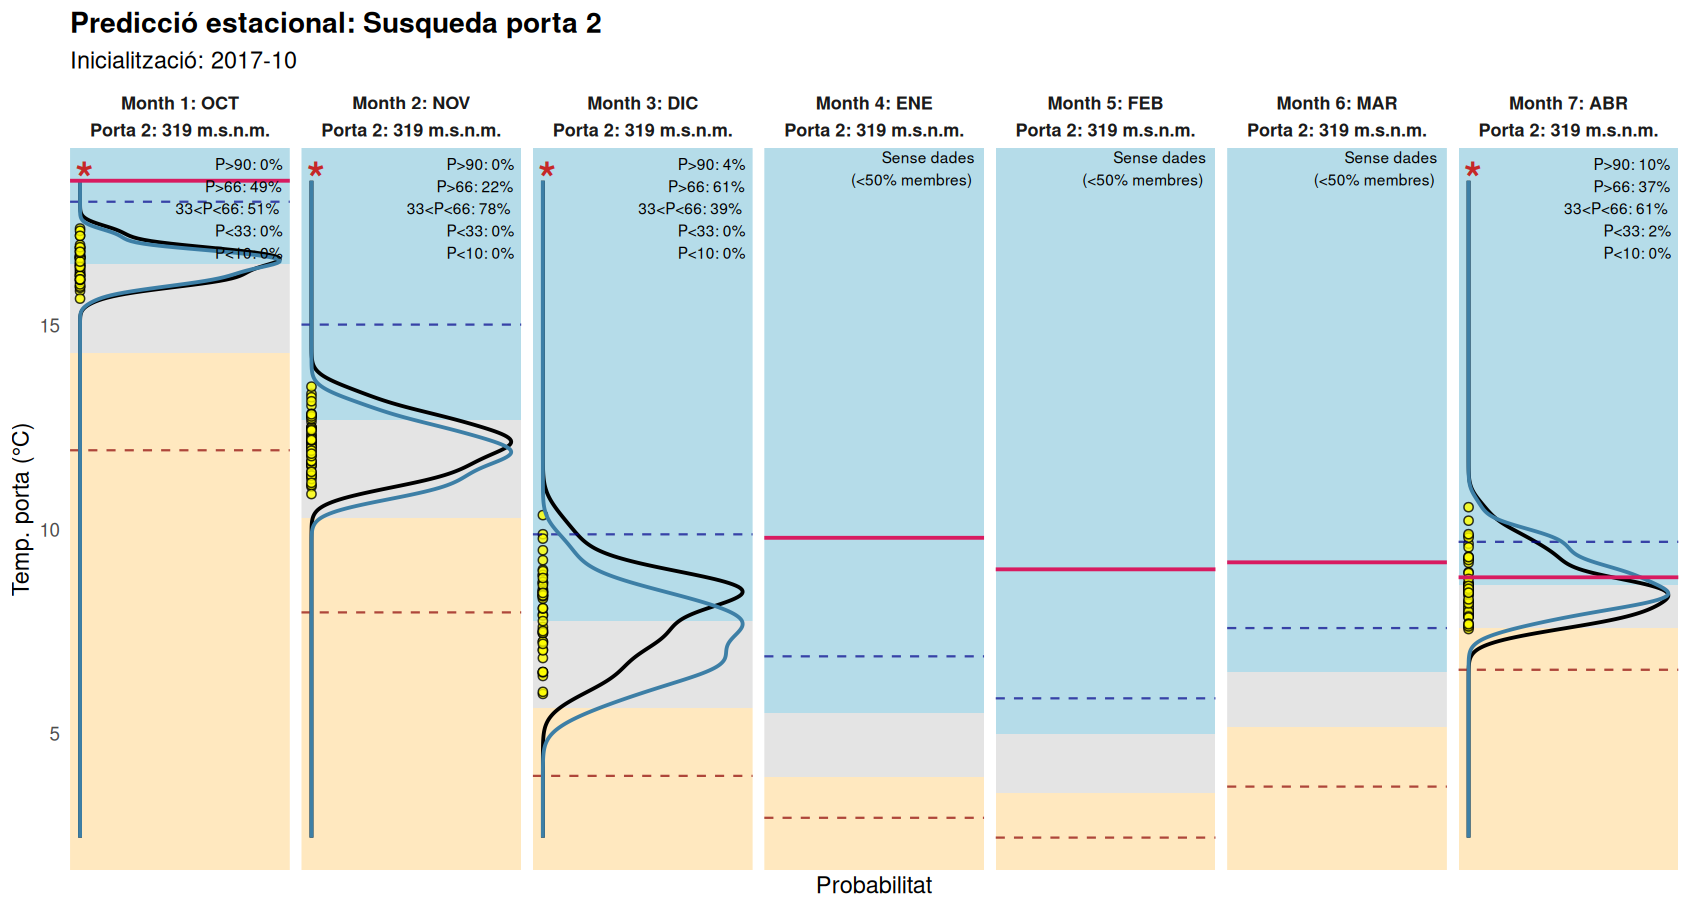 Predicció estacional: Susqueda porta 2
Inicialització: 2017-10
Month 1: OCT
Porta 2: 319 m.s.n.m.
Month 2: NOV
Porta 2: 319 m.s.n.m.
Month 3: DIC
Porta 2: 319 m.s.n.m.
Month 4: ENE
Porta 2: 319 m.s.n.m.
Month 5: FEB
Porta 2: 319 m.s.n.m.
Month 6: MAR
Porta 2: 319 m.s.n.m.
Month 7: ABR
Porta 2: 319 m.s.n.m.
*
P>90: 0%
P>66: 49%
33<P<66: 51%
P<33: 0%
P<10: 0%
*
P>90: 0%
P>66: 22%
33<P<66: 78%
P<33: 0%
P<10: 0%
*
P>90: 4%
P>66: 61%
33<P<66: 39%
P<33: 0%
P<10: 0%
Sense dades
(<50% membres)
Sense dades
(<50% membres)
Sense dades
(<50% membres)
*
P>90: 10%
P>66: 37%
33<P<66: 61%
P<33: 2%
P<10: 0%
15
10
5
Temp. porta (°C)
Probabilitat